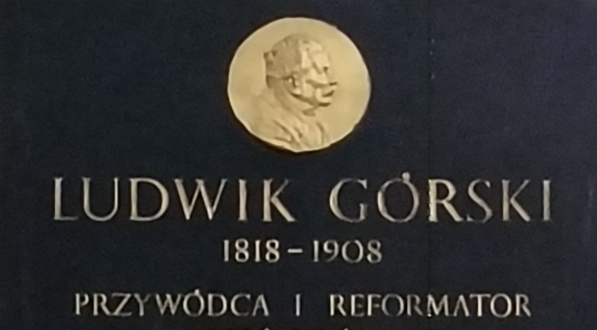 LUDWIK GÓRSKI
1818-1908
PRZYWÓDCA I REFORMATOR